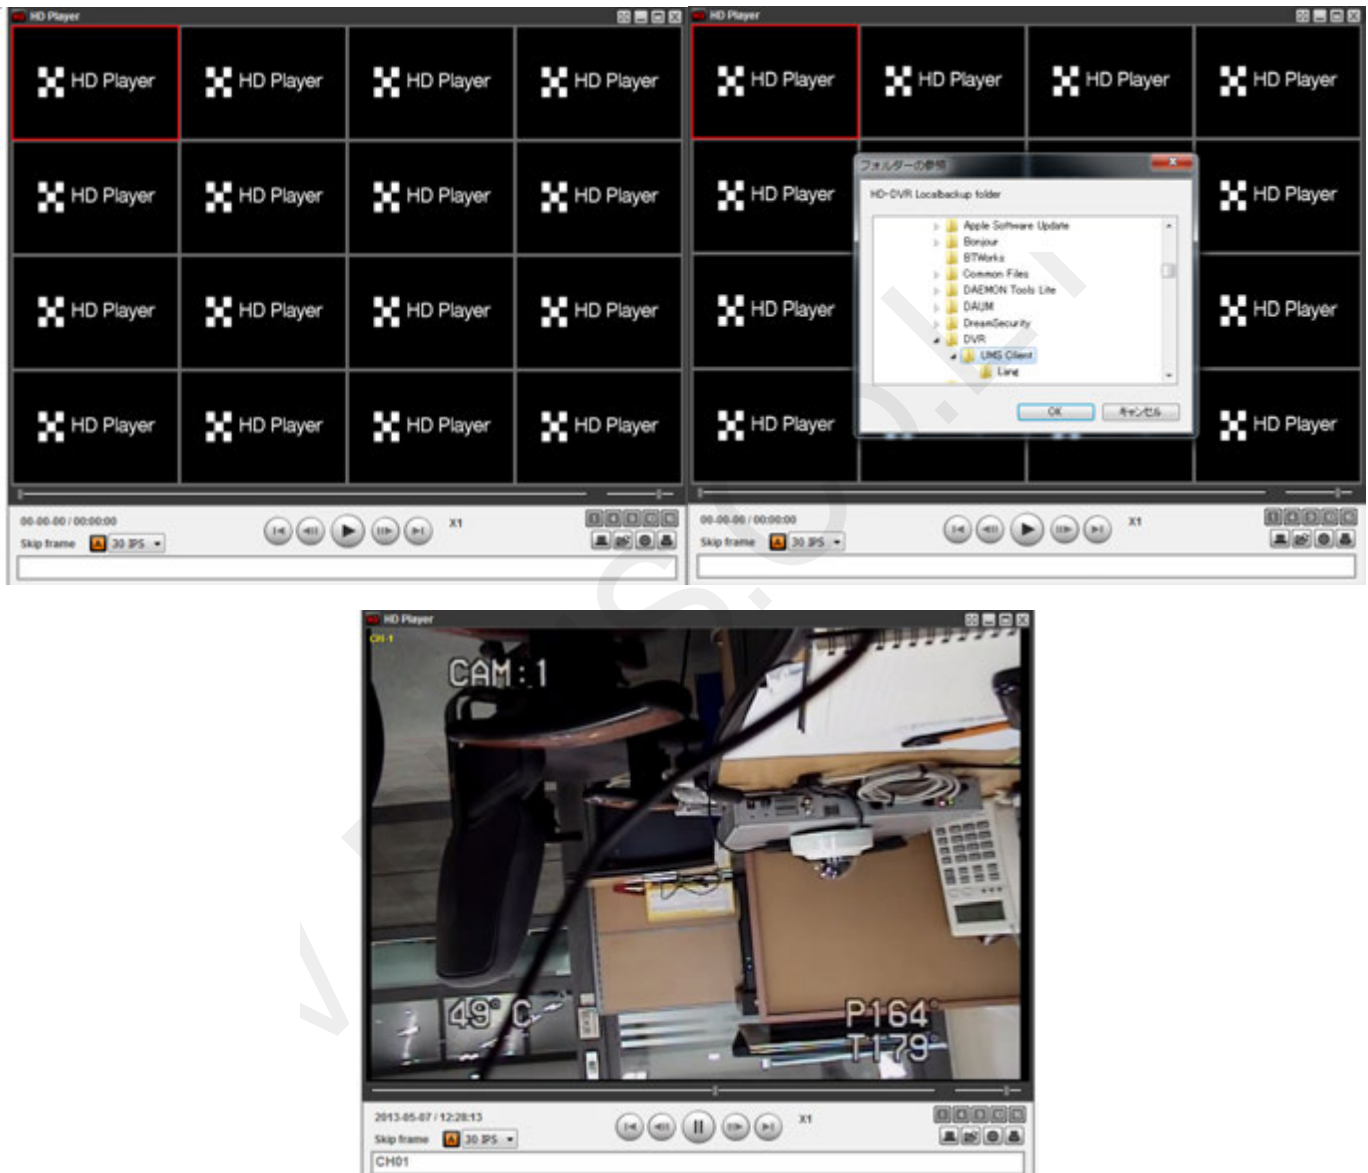 HD Player
HD Player HD Player HD Player HD Player
HD Player HD Player HD Player HD Player
HD Player HD Player HD Player HD Player
HD Player HD Player HD Player HD Player
00-00-00 / 00:00:00
X1
Skip frame A 30 IPS
HD Player
HD Player HD Player HD Player HD Player
HD Player HD Player
HD Player HD Player
HD Player HD Player
フォルダーの参照
HD-DVR Localbackup folder
Apple Software Update
Bonjour
BTWorks
Common Files
DAEMON Tools Lite
DAUM
DreamSecurity
DVR
UMS Client
Lang
OK キャンセル
00-00-00 / 00:00:00
X1
Skip frame A 30 IPS
HD Player
CH-1
CAM:1
49°C
P164°
T179°
2013-05-07 / 12:28:13
X1
Skip frame A 30 IPS
CH01